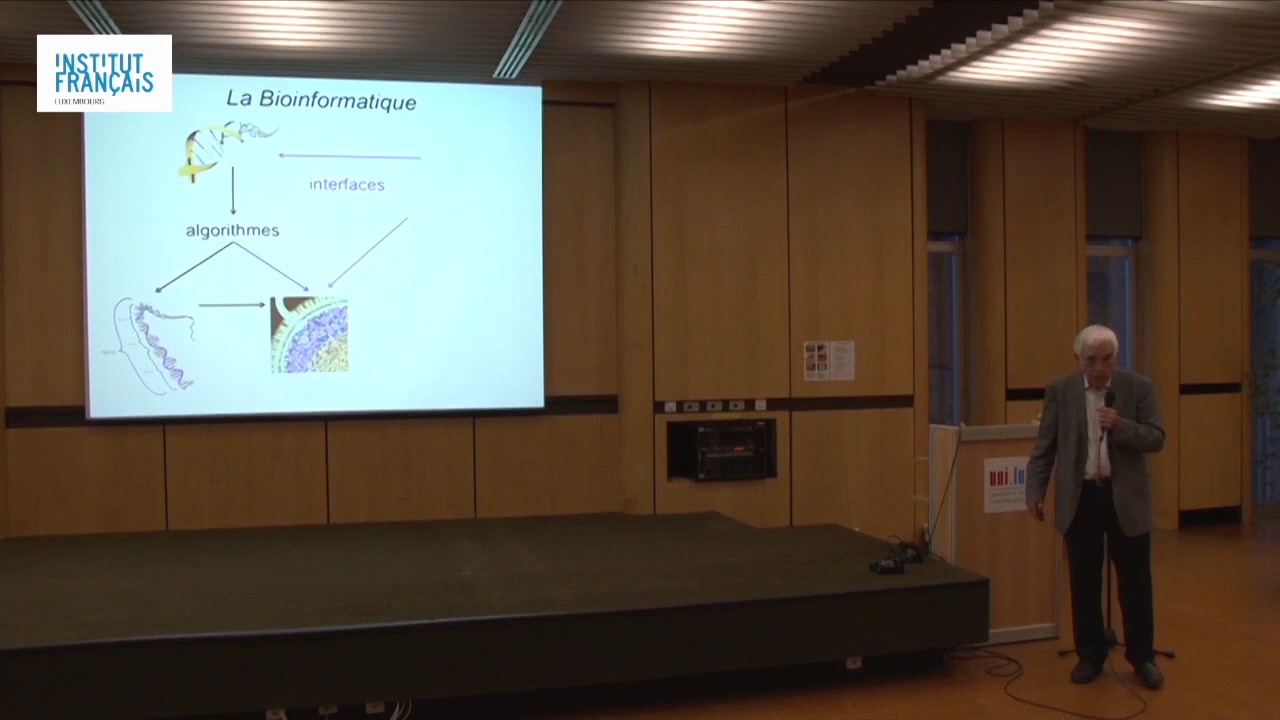 INSTITUT
FRANÇAIS
LUXEMBOURG
La Bioinformatique
interfaces
algorithmes
uni.lu